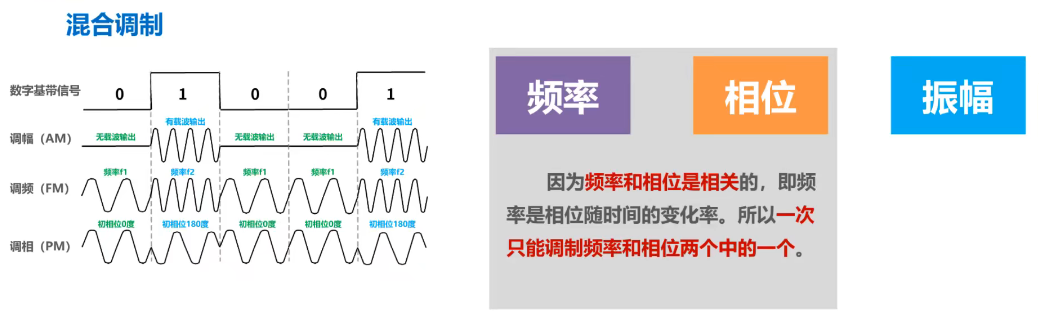 混合调制
数字基带信号 0 1 0 0 1
调幅（AM） 无载波输出 有载波输出 无载波输出 无载波输出 有载波输出
调频（FM） 频率f1 频率f2 频率f1 频率f1 频率f2
调相（PM） 初相位0度 初相位180度 初相位0度 初相位0度 初相位180度
频率 相位 振幅
因为频率和相位是相关的，即频
率是相位随时间的变化率。所以一次
只能调制频率和相位两个中的一个。